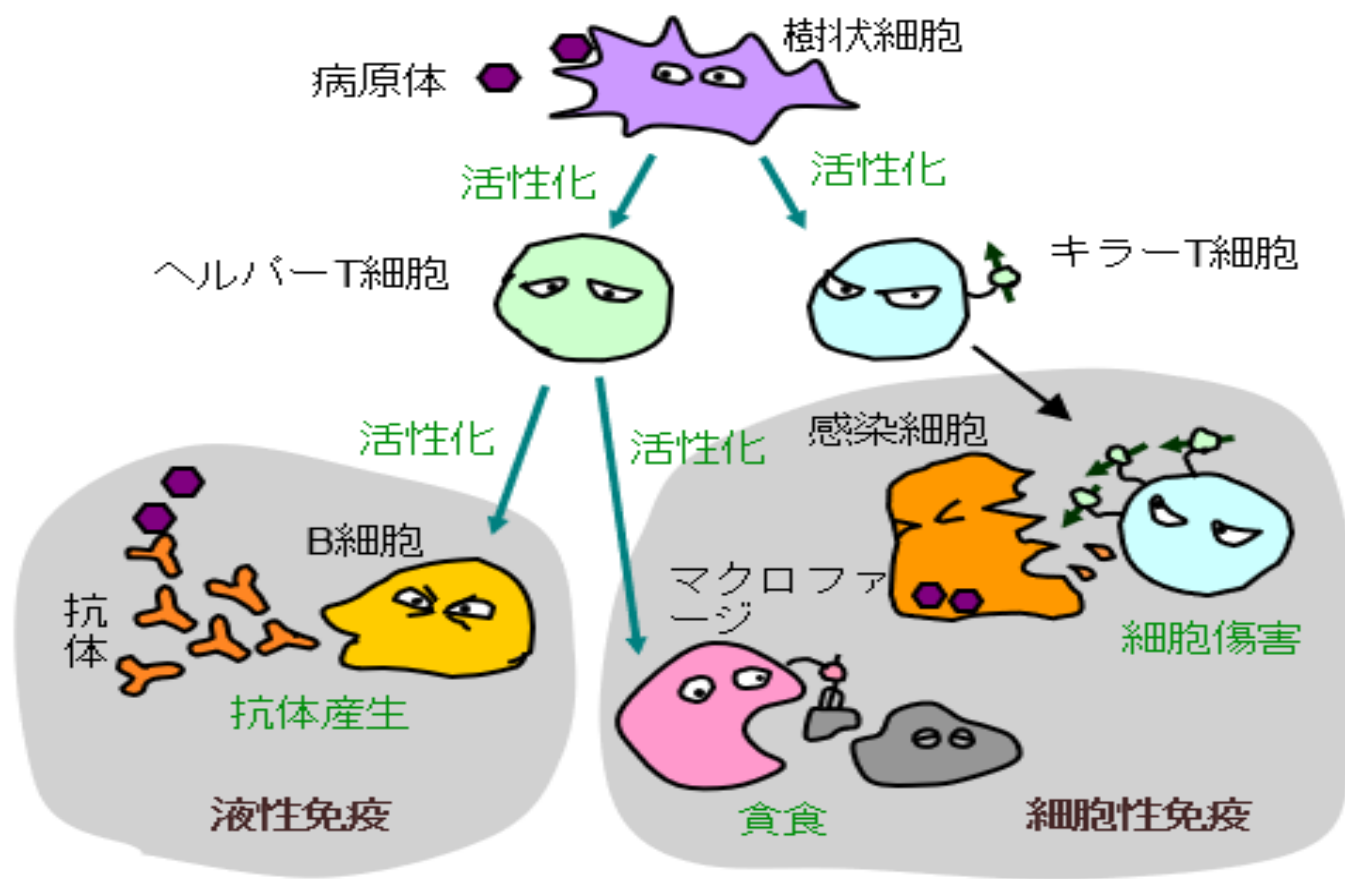 樹状細胞
病原体
活性化
活性化
ヘルパーT細胞
キラーT細胞
活性化
活性化
感染細胞
B細胞
マクロファ
ージ
抗
体
細胞傷害
抗体産生
液性免疫
貪食
細胞性免疫